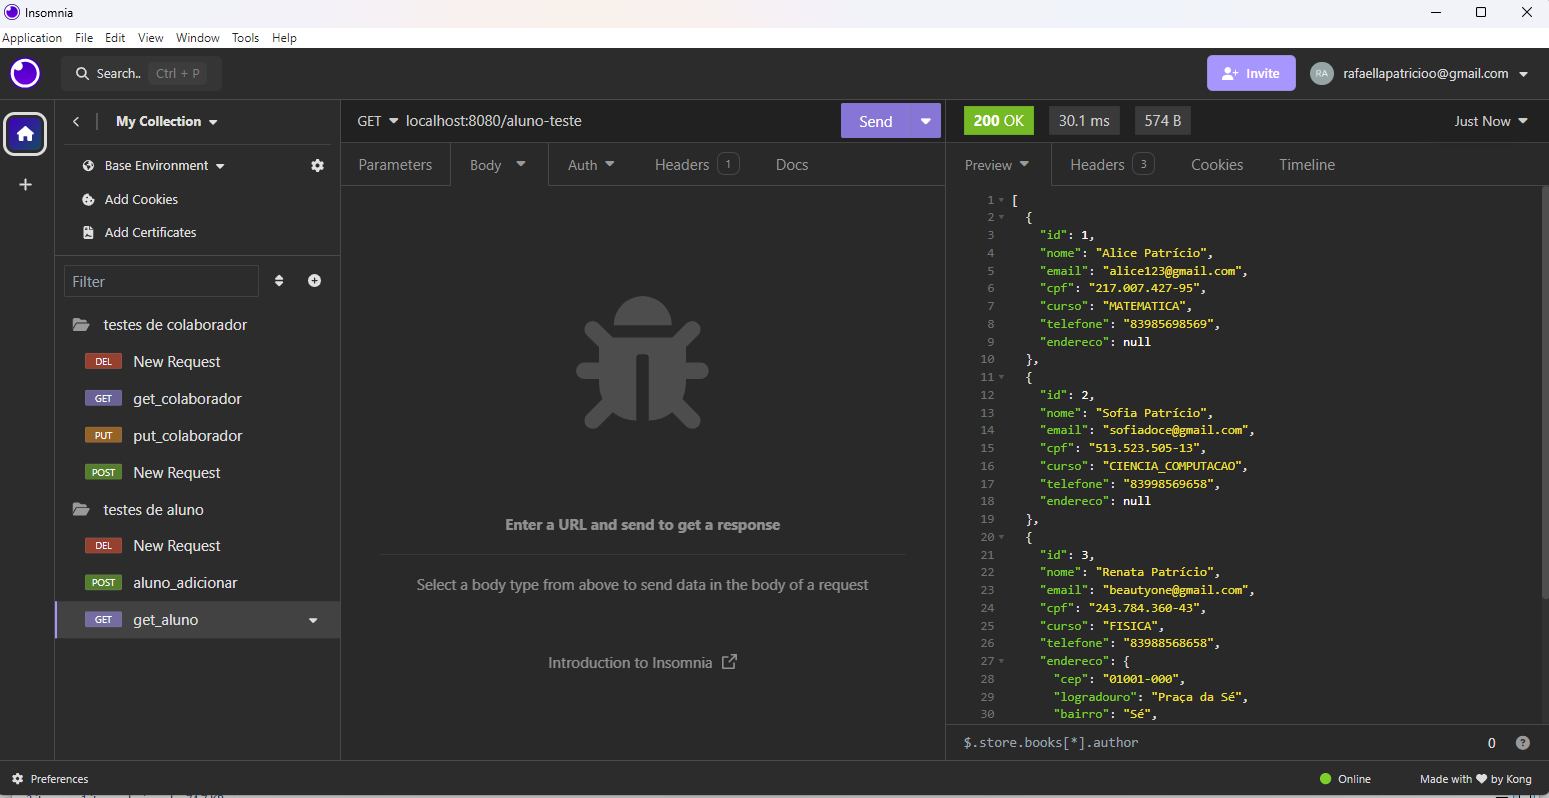 Insomnia
Application File Edit View Window Tools Help
Search.. Ctrl + P
Invite
RA
rafaellapatricioo@gmail.com
My Collection
Base Environment
Add Cookies
Add Certificates
Filter
testes de colaborador
DEL New Request
GET get_colaborador
PUT put_colaborador
POST New Request
testes de aluno
DEL New Request
POST aluno_adicionar
GET get_aluno
GET localhost:8080/aluno-teste
Send
Parameters Body Auth Headers 1 Docs
Enter a URL and send to get a response
Select a body type from above to send data in the body of a request
Introduction to Insomnia
200 OK 30.1 ms 574 B Just Now
Preview Headers 3 Cookies Timeline
1 [
2 {
3 "id": 1,
4 "nome": "Alice Patrício",
5 "email": "alice123@gmail.com",
6 "cpf": "217.007.427-95",
7 "curso": "MATEMATICA",
8 "telefone": "83985698569",
9 "endereco": null
10 },
11 {
12 "id": 2,
13 "nome": "Sofia Patrício",
14 "email": "sofiadoce@gmail.com",
15 "cpf": "513.523.505-13",
16 "curso": "CIENCIA_COMPUTACAO",
17 "telefone": "83998569658",
18 "endereco": null
19 },
20 {
21 "id": 3,
22 "nome": "Renata Patrício",
23 "email": "beautyone@gmail.com",
24 "cpf": "243.784.360-43",
25 "curso": "FISICA",
26 "telefone": "83988568658",
27 "endereco": {
28 "cep": "01001-000",
29 "logradouro": "Praça da Sé",
30 "bairro": "Sé",
$.store.books[*].author 0
Preferences
Online
Made with ❤ by Kong